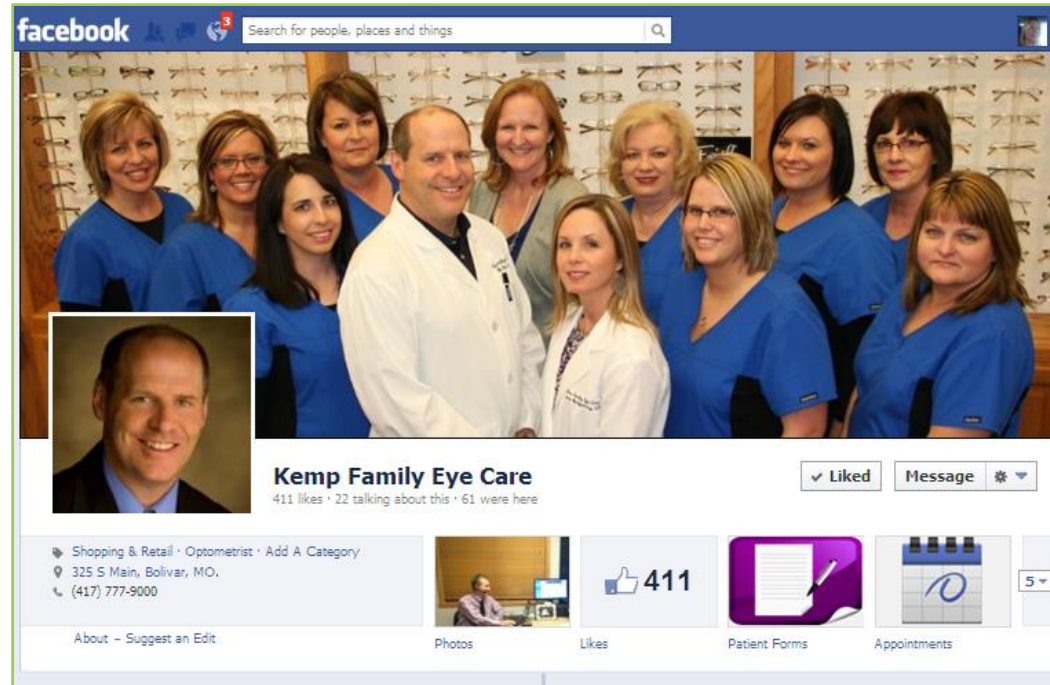 facebook
3
Search for people, places and things
Kemp Family Eye Care
411 likes · 22 talking about this · 61 were here
✓ Liked
Message
Shopping & Retail · Optometrist · Add A Category
325 S Main, Bolivar, MO.
(417) 777-9000
About – Suggest an Edit
411
5
Photos
Likes
Patient Forms
Appointments